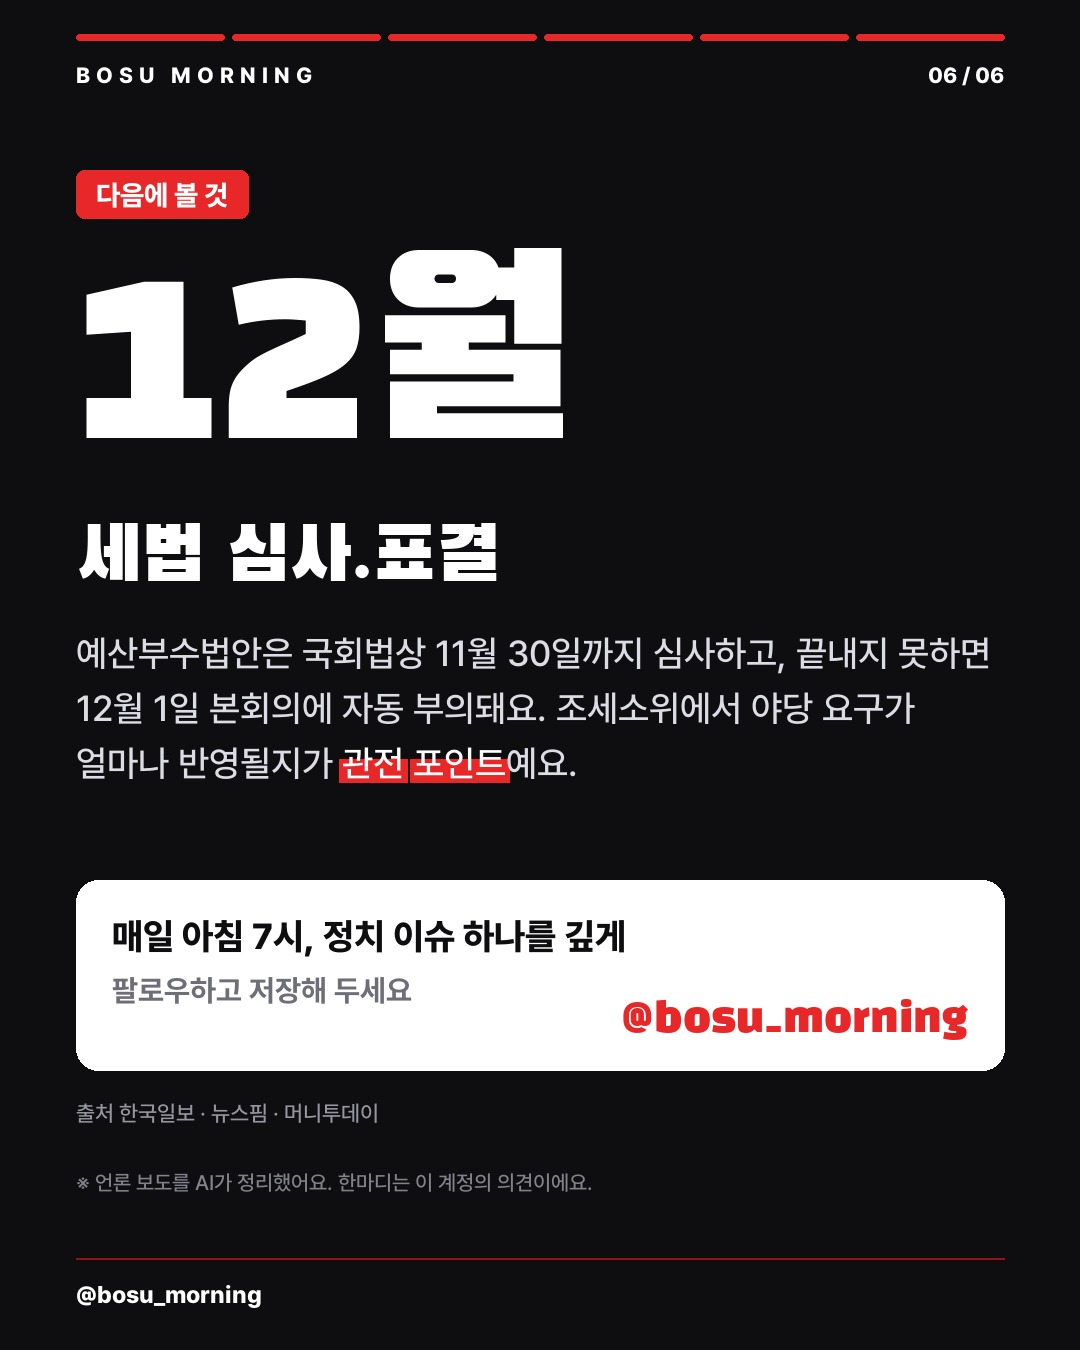 BOSU MORNING
06 / 06
다음에 볼 것
12월
세법 심사.표결
예산부수법안은 국회법상 11월 30일까지 심사하고, 끝내지 못하면
12월 1일 본회의에 자동 부의돼요. 조세소위에서 야당 요구가
얼마나 반영될지가 관전 포인트예요.
매일 아침 7시, 정치 이슈 하나를 깊게
팔로우하고 저장해 두세요
@bosu_morning
출처 한국일보 · 뉴스핌 · 머니투데이
※ 언론 보도를 AI가 정리했어요. 한마디는 이 계정의 의견이에요.
@bosu_morning